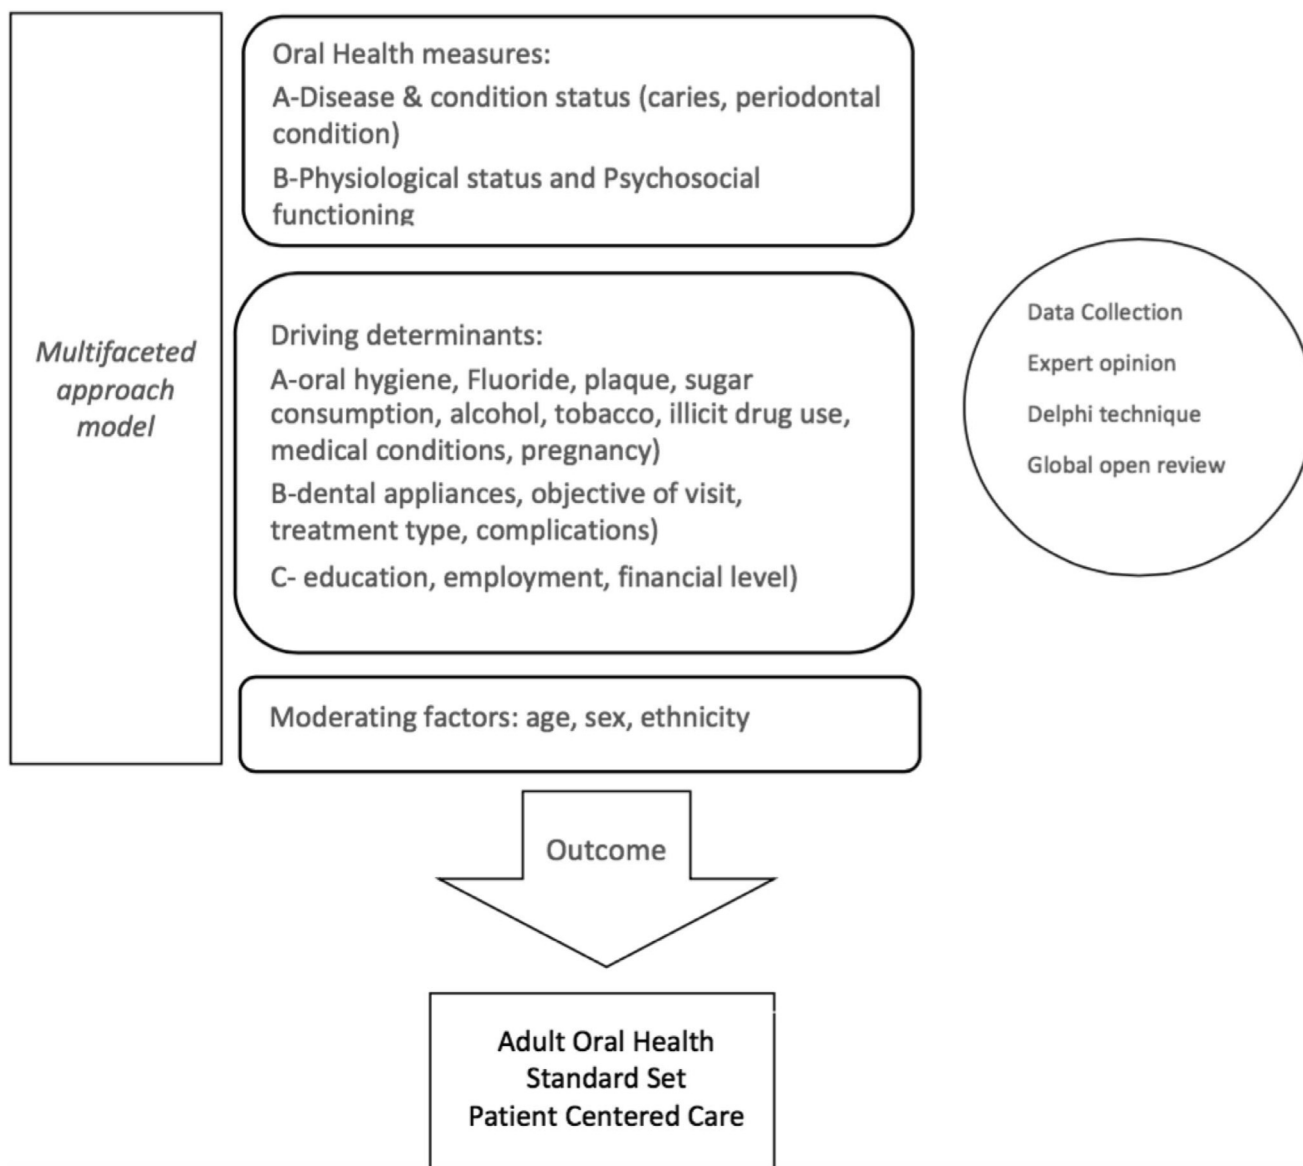 Oral Health measures:
A-Disease & condition status (caries, periodontal
condition)
B-Physiological status and Psychosocial
functioning
Multifaceted
approach
model
Driving determinants:
A-oral hygiene, Fluoride, plaque, sugar
consumption, alcohol, tobacco, illicit drug use,
medical conditions, pregnancy)
B-dental appliances, objective of visit,
treatment type, complications)
C- education, employment, financial level)
Data Collection
Expert opinion
Delphi technique
Global open review
Moderating factors: age, sex, ethnicity
Outcome
Adult Oral Health
Standard Set
Patient Centered Care